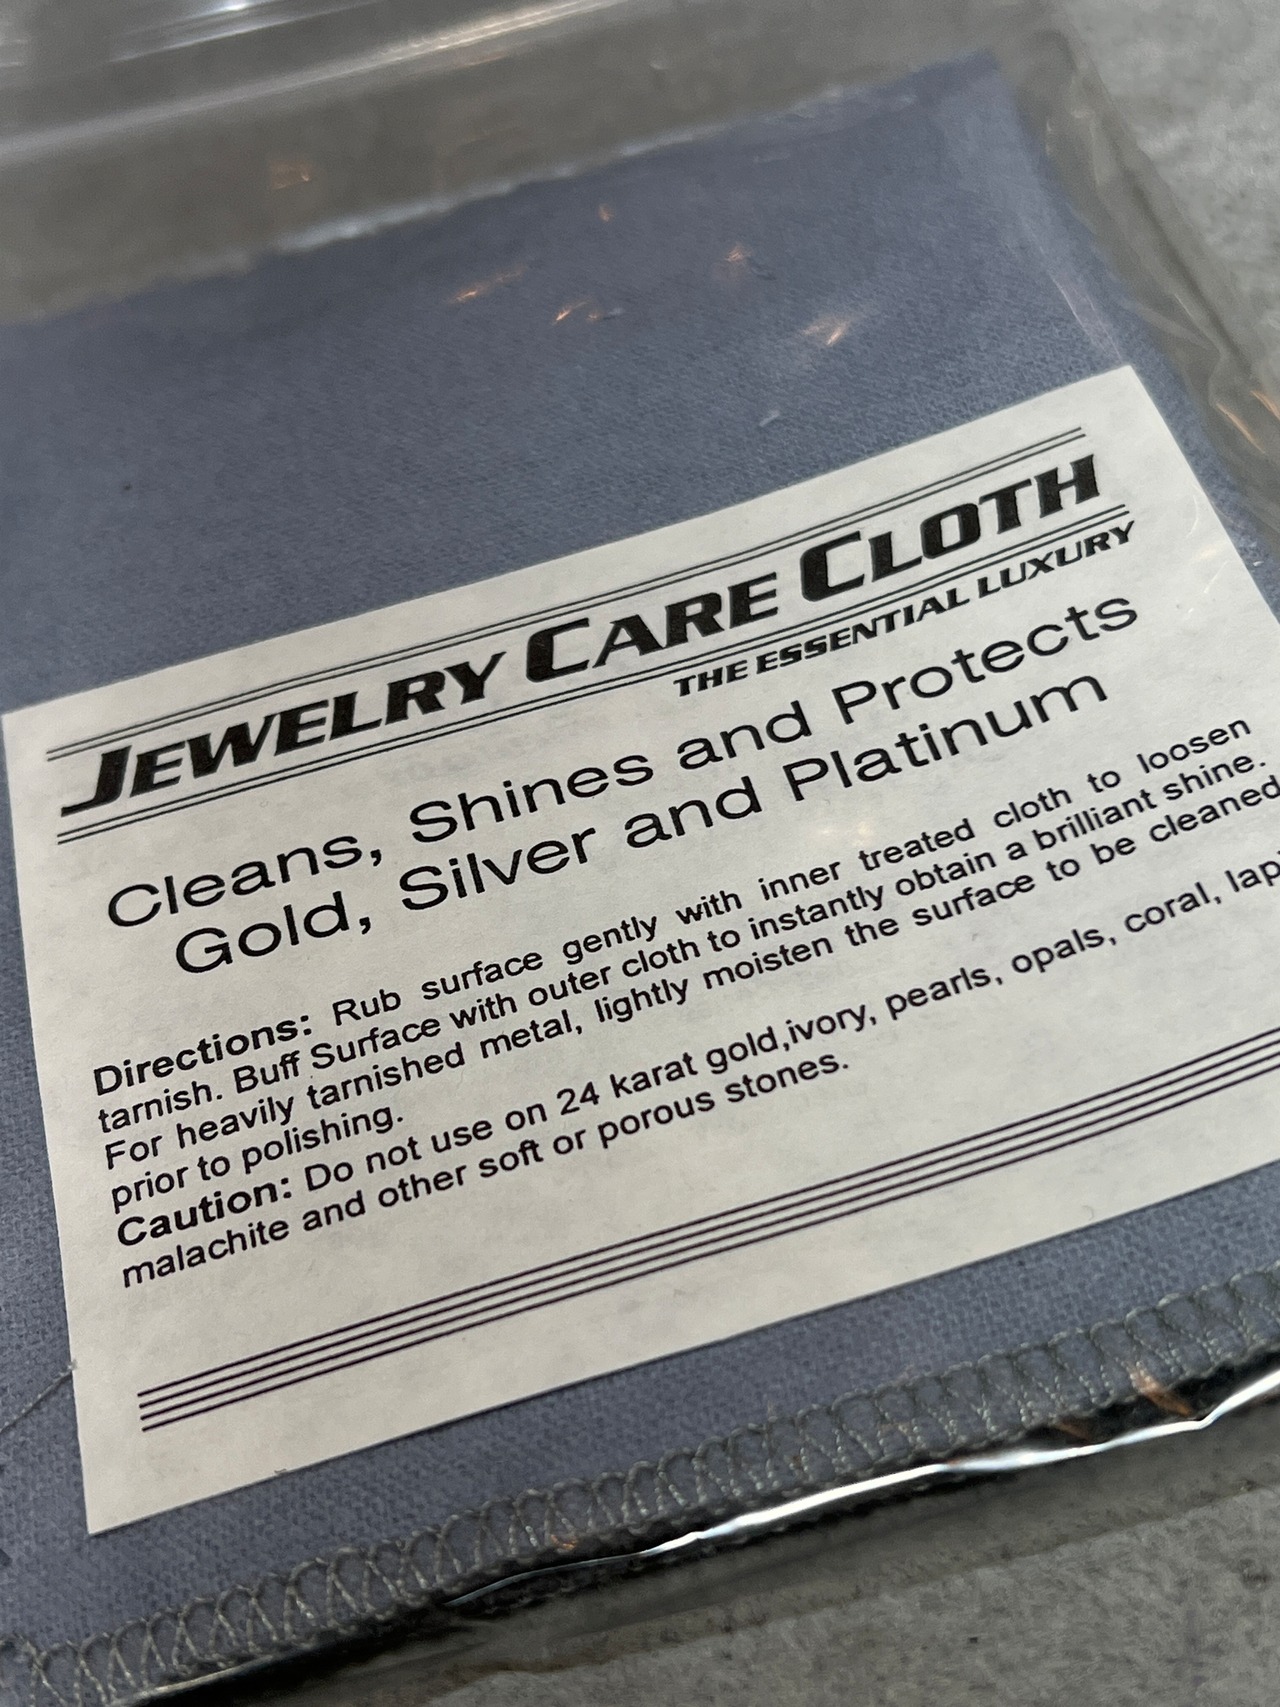 JEWELRY CARE CLOTH
THE ESSENTIAL LUXURY
Cleans, Shines and Protects
Gold, Silver and Platinum
Directions: Rub surface gently with inner treated cloth to loosen
tarnish. Buff Surface with outer cloth to instantly obtain a brilliant shine.
For heavily tarnished metal, lightly moisten the surface to be cleaned
prior to polishing.
Caution: Do not use on 24 karat gold,ivory, pearls, opals, coral,
malachite and other soft or porous stones.